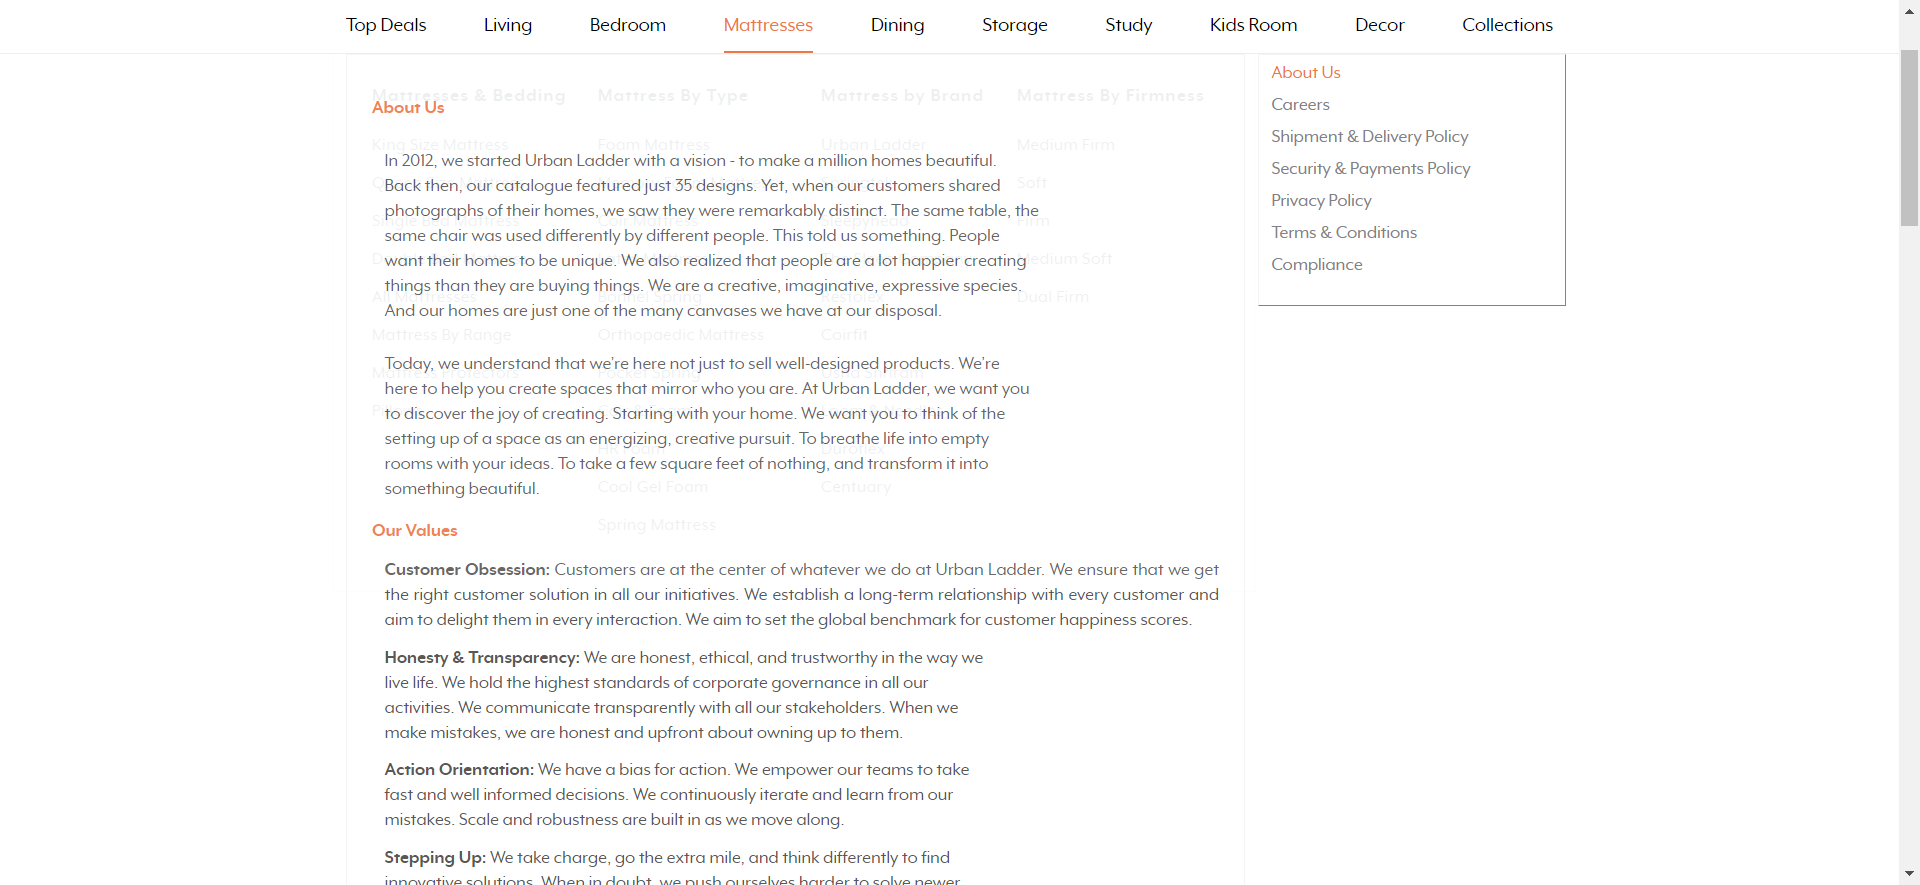 Top Deals Living Bedroom Mattresses Dining Storage Study Kids Room Decor Collections
Mattresses & Bedding Mattress By Type Mattress by Brand Mattress By Firmness
About Us
King Size Mattress Foam Mattress Urban Ladder Medium Firm
In 2012, we started Urban Ladder with a vision - to make a million homes beautiful.
Soft
Back then, our catalogue featured just 35 designs. Yet, when our customers shared
photographs of their homes, we saw they were remarkably distinct. The same table, the
Single Bed Mattress Sleepyhead Firm
same chair was used differently by different people. This told us something. People
want their homes to be unique. We also realized that people are a lot happier creating
Medium Soft
things than they are buying things. We are a creative, imaginative, expressive species.
All Mattresses Bonnel Spring Restolex Dual Firm
And our homes are just one of the many canvases we have at our disposal.
Mattress By Range Orthopaedic Mattress Coirfit
Today, we understand that we're here not just to sell well-designed products. We're
Mattress Protectors Pocket Spring
here to help you create spaces that mirror who you are. At Urban Ladder, we want you
to discover the joy of creating. Starting with your home. We want you to think of the
setting up of a space as an energizing, creative pursuit. To breathe life into empty
HR Foam Duroflex
rooms with your ideas. To take a few square feet of nothing, and transform it into
Cool Gel Foam Centuary
something beautiful.
Spring Mattress
Our Values
Customer Obsession: Customers are at the center of whatever we do at Urban Ladder. We ensure that we get
the right customer solution in all our initiatives. We establish a long-term relationship with every customer and
aim to delight them in every interaction. We aim to set the global benchmark for customer happiness scores.
Honesty & Transparency: We are honest, ethical, and trustworthy in the way we
live life. We hold the highest standards of corporate governance in all our
activities. We communicate transparently with all our stakeholders. When we
make mistakes, we are honest and upfront about owning up to them.
Action Orientation: We have a bias for action. We empower our teams to take
fast and well informed decisions. We continuously iterate and learn from our
mistakes. Scale and robustness are built in as we move along.
Stepping Up: We take charge, go the extra mile, and think differently to find
innovative solutions. When in doubt, we push ourselves harder to solve newer
About Us
Careers
Shipment & Delivery Policy
Security & Payments Policy
Privacy Policy
Terms & Conditions
Compliance